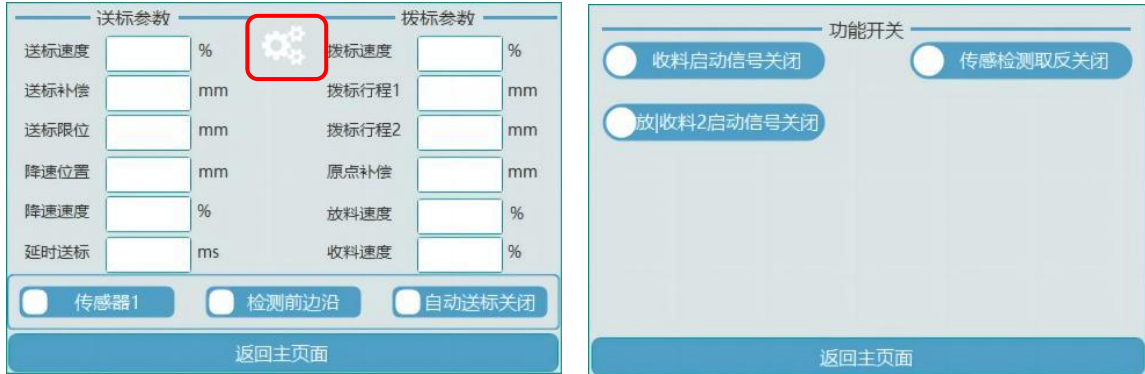 送标参数
拨标参数
送标速度 % 拨标速度 %
送标补偿 mm 拨标行程1 mm
送标限位 mm 拨标行程2 mm
降速位置 mm 原点补偿 mm
降速速度 % 放料速度 %
延时送标 ms 收料速度 %
传感器1 检测前边沿 自动送标关闭
返回主页面
功能开关
收料启动信号关闭 传感检测取反关闭
放|收料2启动信号关闭
返回主页面